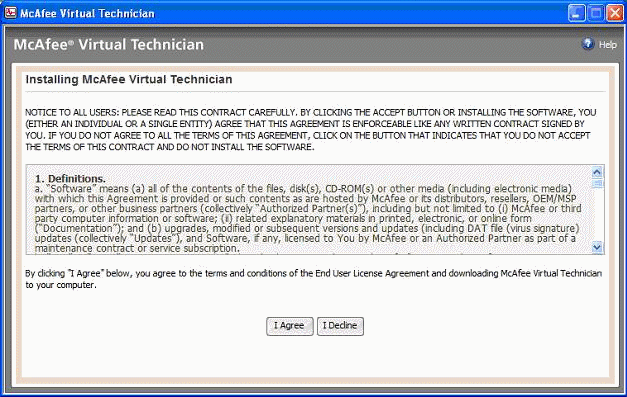 McAfee Virtual Technician
McAfee® Virtual Technician
Help
Installing McAfee Virtual Technician
NOTICE TO ALL USERS: PLEASE READ THIS CONTRACT CAREFULLY. BY CLICKING THE ACCEPT BUTTON OR INSTALLING THE SOFTWARE, YOU
(EITHER AN INDIVIDUAL OR A SINGLE ENTITY) AGREE THAT THIS AGREEMENT IS ENFORCEABLE LIKE ANY WRITTEN CONTRACT SIGNED BY
YOU. IF YOU DO NOT AGREE TO ALL THE TERMS OF THIS AGREEMENT, CLICK ON THE BUTTON THAT INDICATES THAT YOU DO NOT ACCEPT
THE TERMS OF THIS CONTRACT AND DO NOT INSTALL THE SOFTWARE.
1. Definitions.
a. "Software" means (a) all of the contents of the files, disk(s), CD-ROM(s) or other media (including electronic media)
with which this Agreement is provided or such contents as are hosted by McAfee or its distributors, resellers, OEM/MSP
partners, or other business partners (collectively "Authorized Partner(s)"), including but not limited to (i) McAfee or third
party computer information or software; (ii) related explanatory materials in printed, electronic, or online form
("Documentation"); and (b) upgrades, modified or subsequent versions and updates (including DAT file (virus signature)
updates (collectively "Updates"), and Software, if any, licensed to You by McAfee or an Authorized Partner as part of a
maintenance contract or service subscription.
By clicking "I Agree" below, you agree to the terms and conditions of the End User License Agreement and downloading McAfee Virtual Technician
to your computer.
I Agree
I Decline